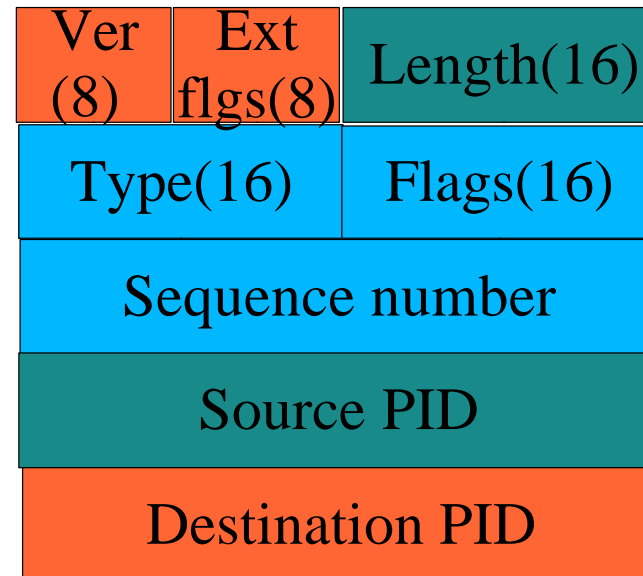 Ver
(8)
Ext
flgs(8)
Length(16)
Type(16)
Flags(16)
Sequence number
Source PID
Destination PID